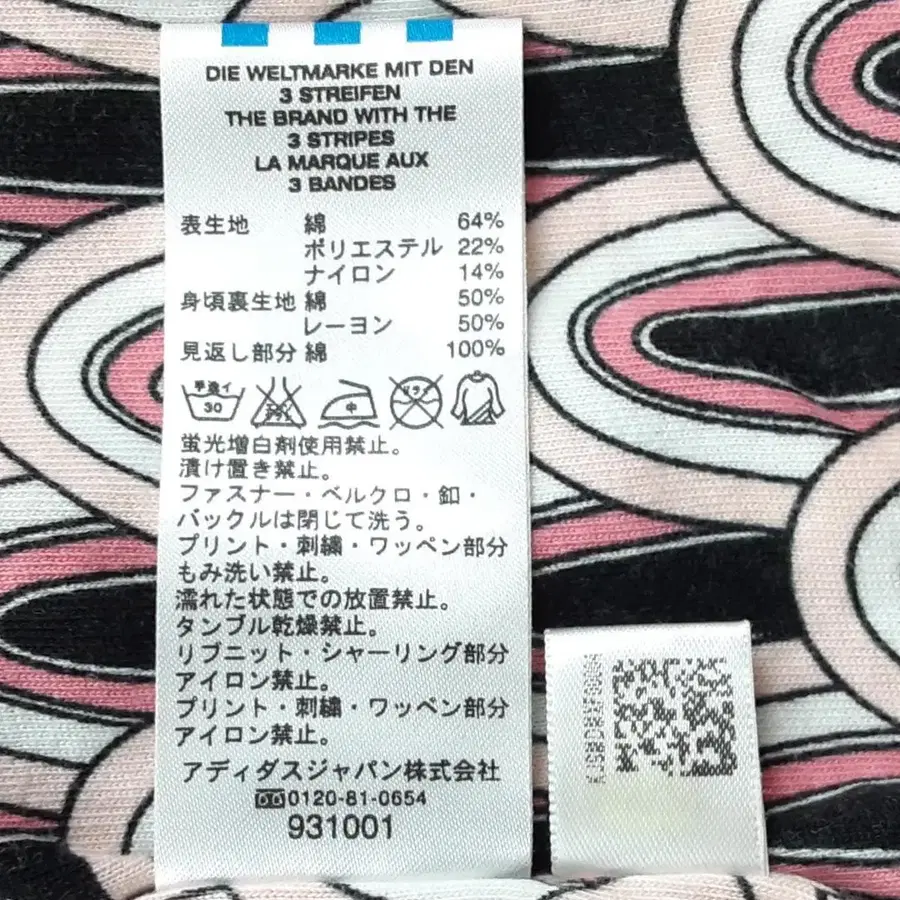 DIE WELTMARKE MIT DEN
3 STREIFEN
THE BRAND WITH THE
3 STRIPES
LA MARQUE AUX
3 BANDES
表生地 綿 64%
ポリエステル 22%
ナイロン 14%
身頃裏生地 綿 50%
レーヨン 50%
見返し部分 綿 100%
手洗イ
30
中
蛍光増白剤使用禁止。
漬け置き禁止。
ファスナー・ベルクロ・釦・
バックルは閉じて洗う。
プリント・刺繍・ワッペン部分
もみ洗い禁止。
濡れた状態での放置禁止。
タンブル乾燥禁止。
リブニット・シャーリング部分
アイロン禁止。
プリント・刺繍・ワッペン部分
アイロン禁止。
アディダスジャパン株式会社
0120-81-0654
931001